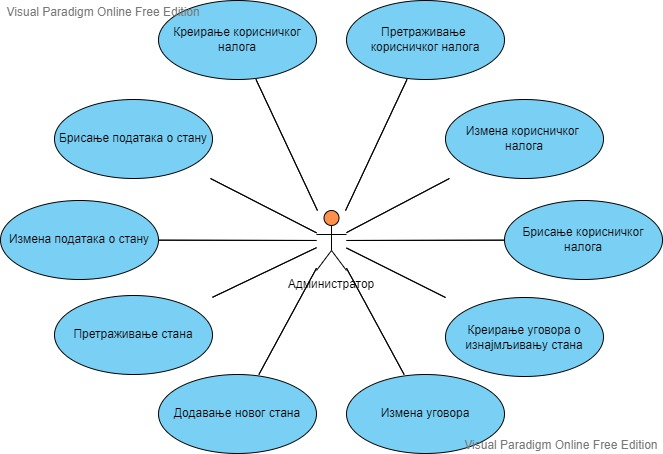 Visual Paradigm Online Free Edition
Креирање корисничког
налога
Претраживање
корисничког налога
Брисање података о стану
Измена корисничког
налога
Измена података о стану
Брисање корисничког
налога
Администратор
Претраживање стана
Креирање уговора о
изнајмљивању стана
Додавање новог стана
Измена уговора
Visual Paradigm Online Free Edition